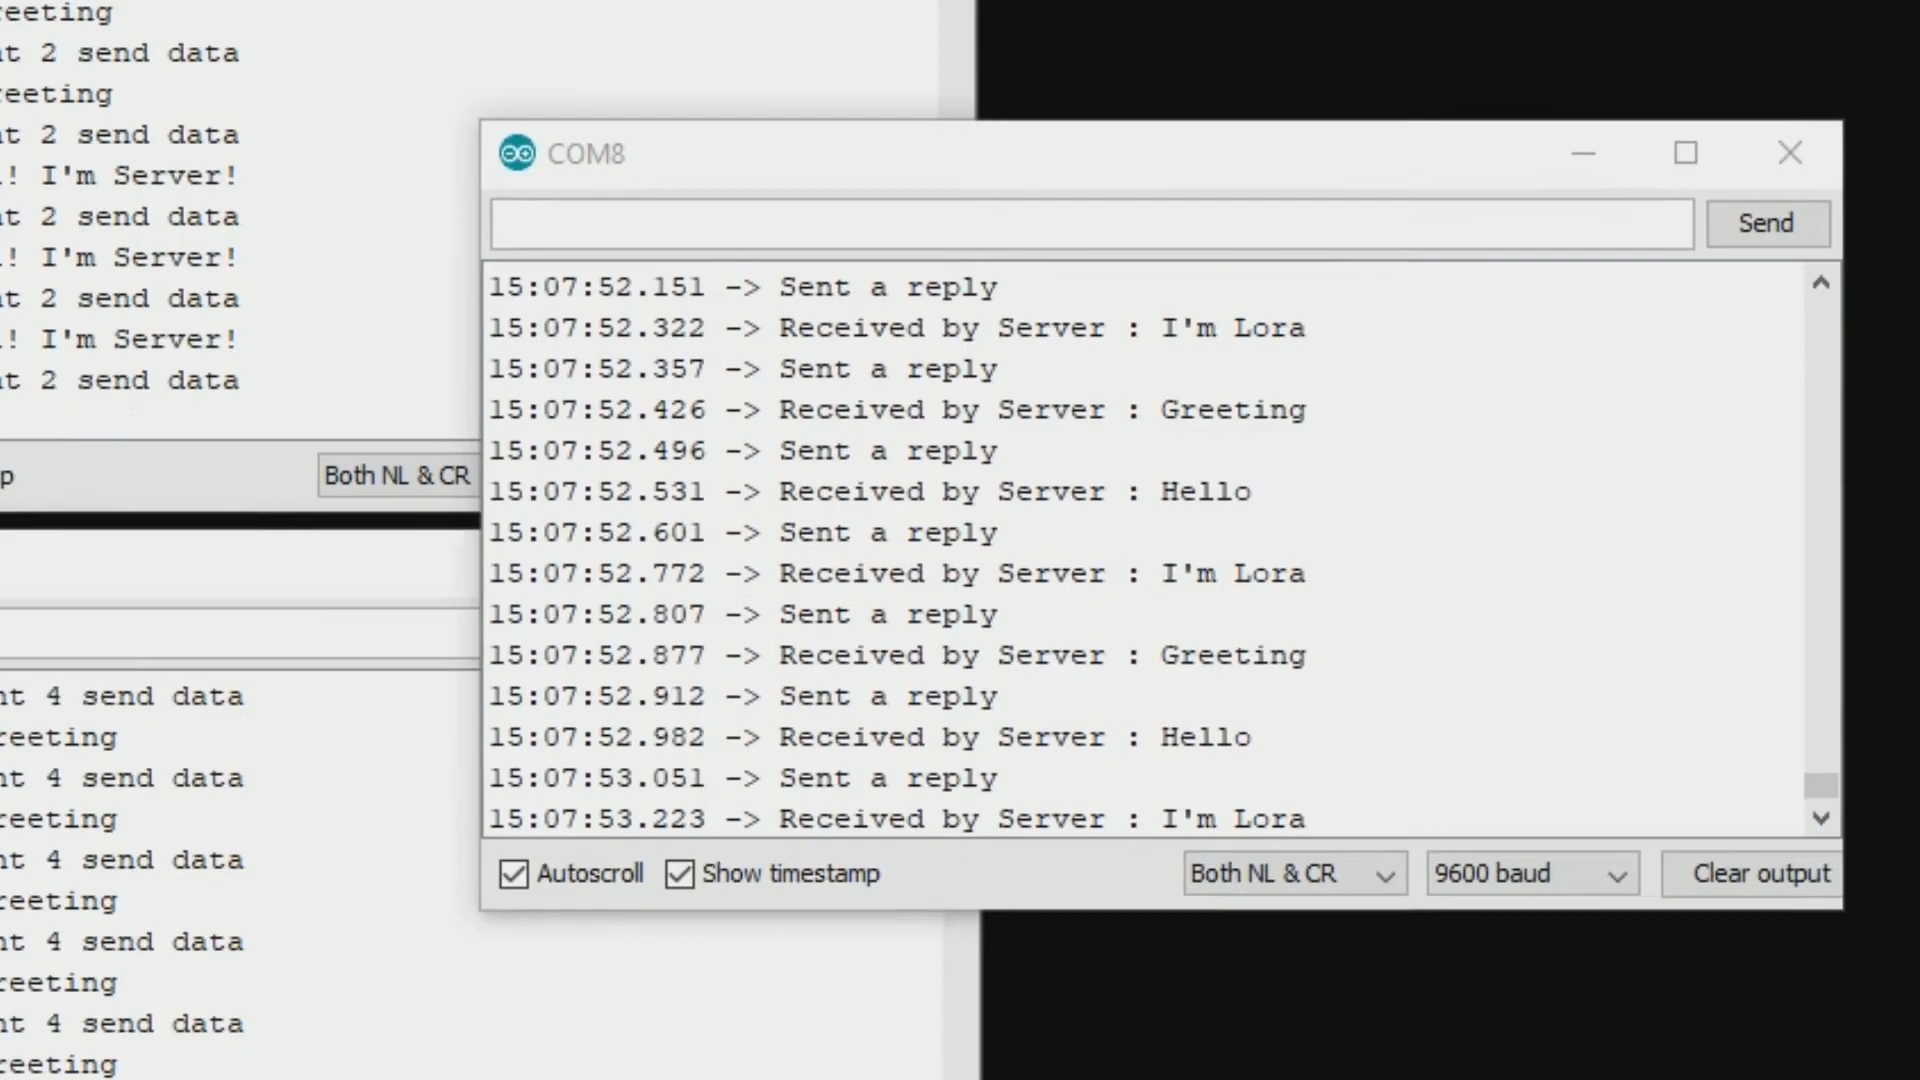 2 send data
2 send data
! I'm Server!
2 send data
! I'm Server!
2 send data
! I'm Server!
2 send data
Both NL & CR
4 send data
4 send data
4 send data
4 send data
4 send data
COM8
Send
15:07:52.151 -> Sent a reply
15:07:52.322 -> Received by Server : I'm Lora
15:07:52.357 -> Sent a reply
15:07:52.426 -> Received by Server : Greeting
15:07:52.496 -> Sent a reply
15:07:52.531 -> Received by Server : Hello
15:07:52.601 -> Sent a reply
15:07:52.772 -> Received by Server : I'm Lora
15:07:52.807 -> Sent a reply
15:07:52.877 -> Received by Server : Greeting
15:07:52.912 -> Sent a reply
15:07:52.982 -> Received by Server : Hello
15:07:53.051 -> Sent a reply
15:07:53.223 -> Received by Server : I'm Lora
Autoscroll Show timestamp Both NL & CR 9600 baud Clear output